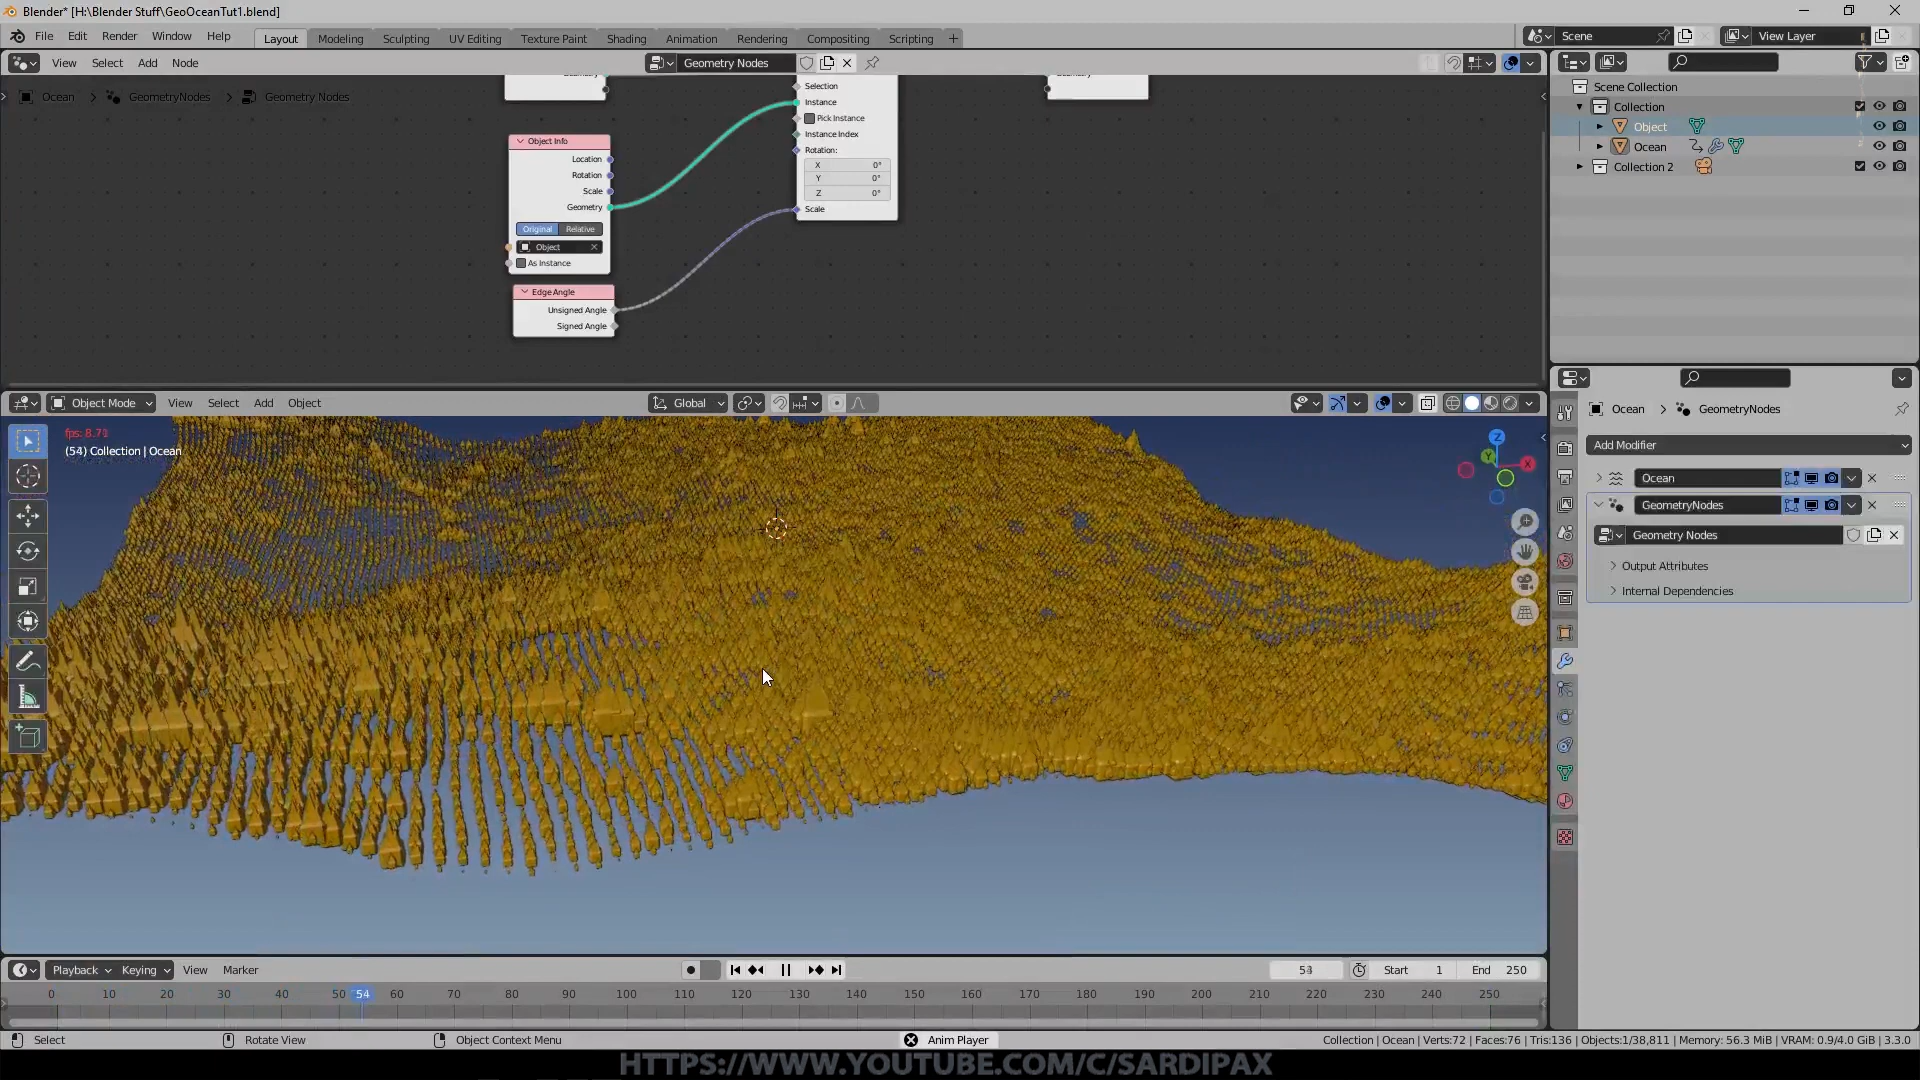 Blender* [H:\Blender Stuff\GeoOceanTut1.blend]
File Edit Render Window Help Layout Modeling Sculpting UV Editing Texture Paint Shading Animation Rendering Compositing Scripting Scene View Layer
View Select Add Node Geometry Nodes
Ocean GeometryNodes Geometry Nodes
Selection
Instance
Pick Instance
Instance Index
Rotation:
X 0°
Y 0°
Z 0°
Scale
Object Info
Location
Rotation
Scale
Geometry
Original Relative
Object
As Instance
Edge Angle
Unsigned Angle
Signed Angle
Scene Collection
Collection
Object
Ocean
Collection 2
Object Mode View Select Add Object Global
(54) Collection | Ocean
Z
Y
X
Ocean GeometryNodes
Add Modifier
Ocean
GeometryNodes
Geometry Nodes
Output Attributes
Internal Dependencies
Playback Keying View Marker Start 1 End 250
0 10 20 30 40 50 54 60 70 80 90 100 110 120 130 140 150 160 170 180 190 200 210 220 230 240 250
Select Rotate View Object Context Menu Anim Player Collection | Ocean | Verts:72 | Faces:76 | Tris:136 | Objects:1/38,811 | Memory: 56.3 MiB | VRAM: 0.9/4.0 GiB | 3.3.0
HTTPS://WWW.YOUTUBE.COM/C/SARDIPAX